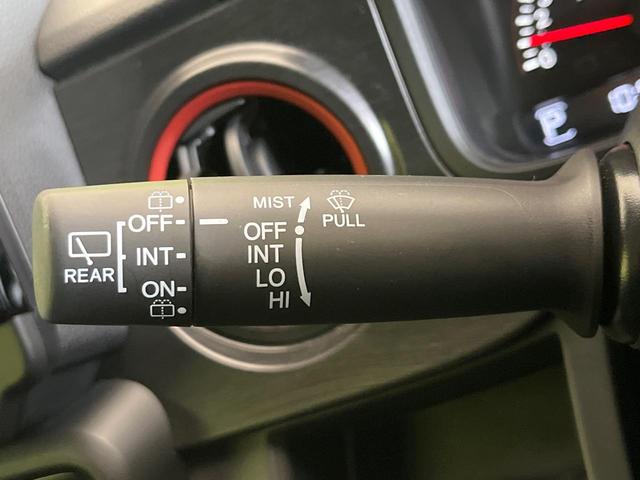 REAR
OFF-
INT-
ON-
MIST
OFF
INT
LO
HI
PULL
P